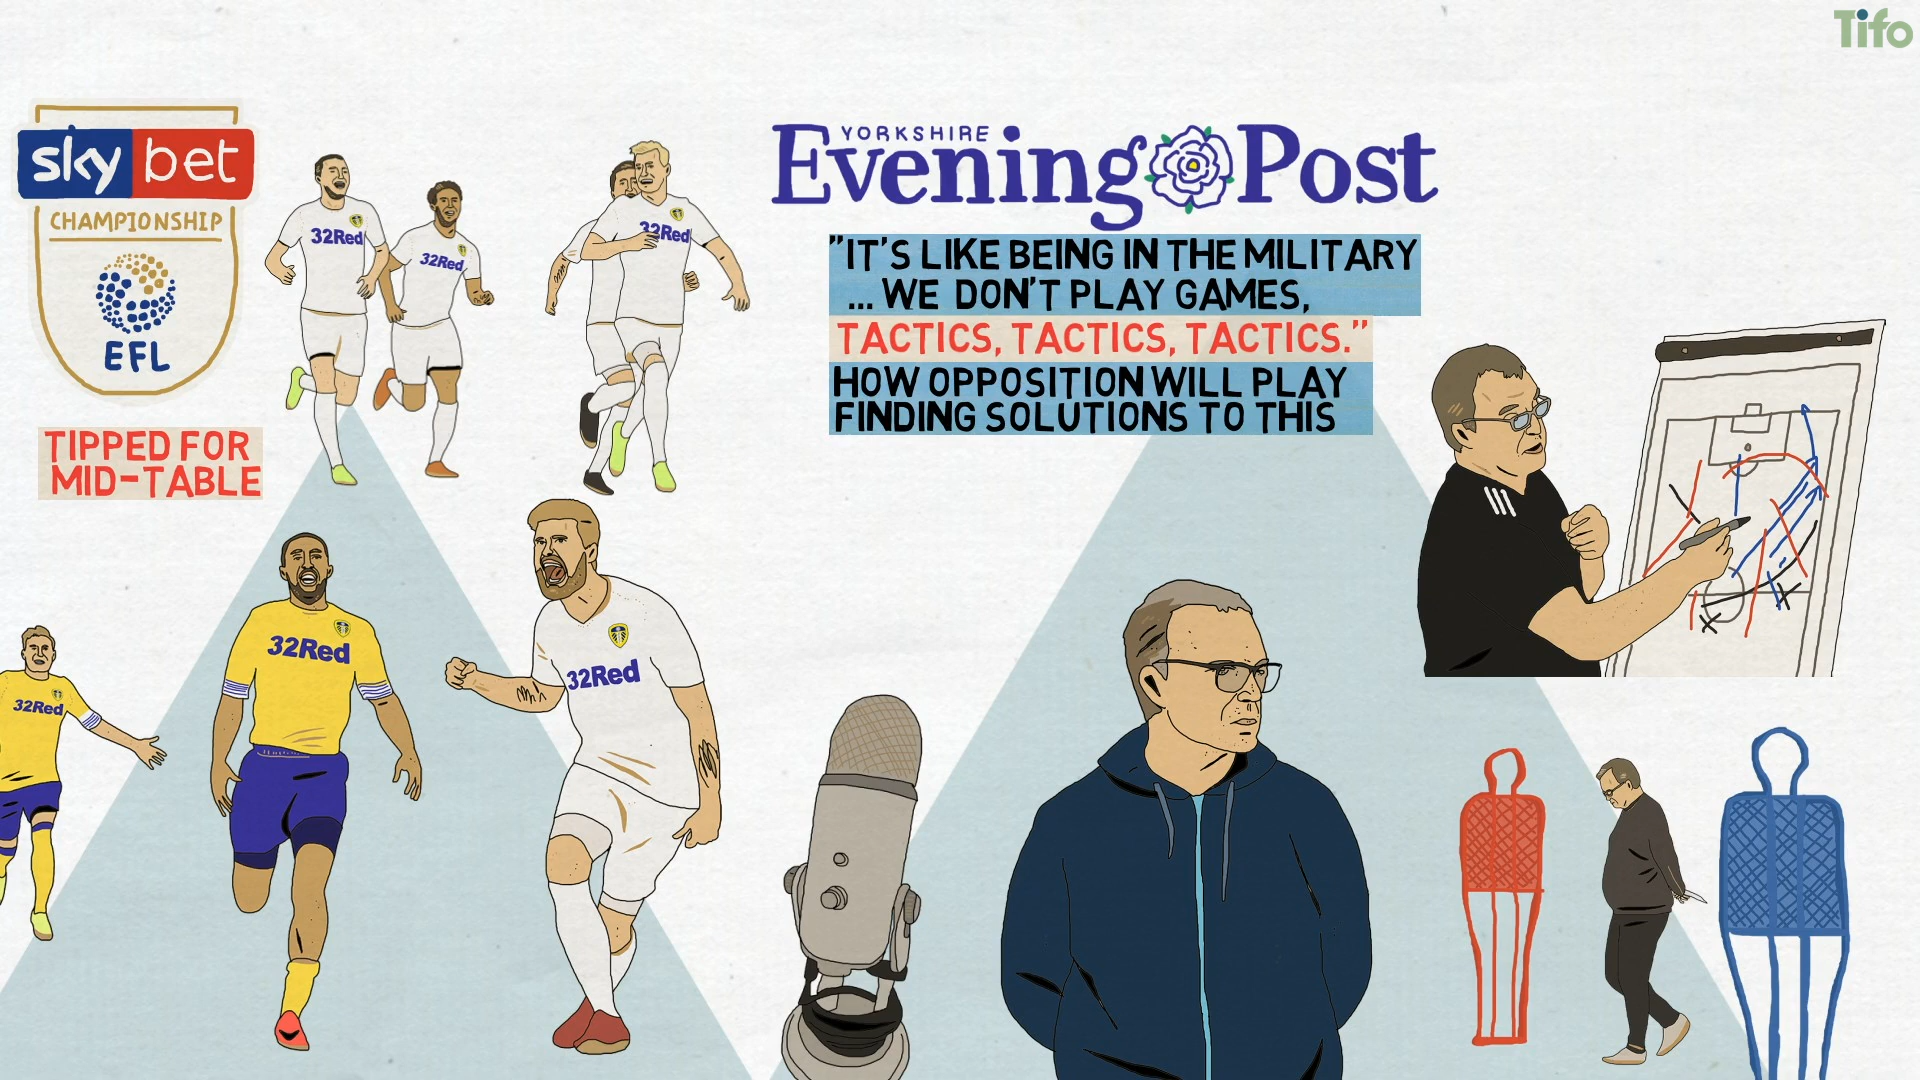 Tifo
sky bet
CHAMPIONSHIP
EFL
TIPPED FOR
MID-TABLE
32Red
32Red
32Red
32Red
32Red
32Red
YORKSHIRE
Evening Post
"IT'S LIKE BEING IN THE MILITARY
... WE DON'T PLAY GAMES,
TACTICS, TACTICS, TACTICS."
HOW OPPOSITION WILL PLAY
FINDING SOLUTIONS TO THIS